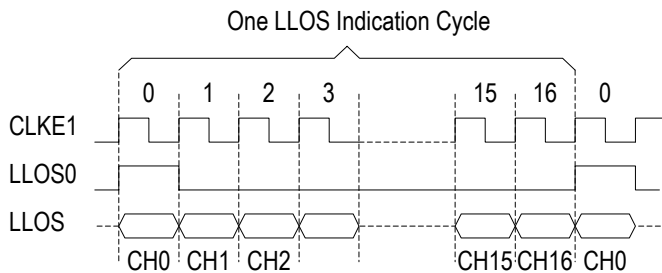 One LLOS Indication Cycle
0 1 2 3 15 16 0
CLKE1
LLOS0
LLOS
CH0 CH1 CH2 CH15 CH16 CH0